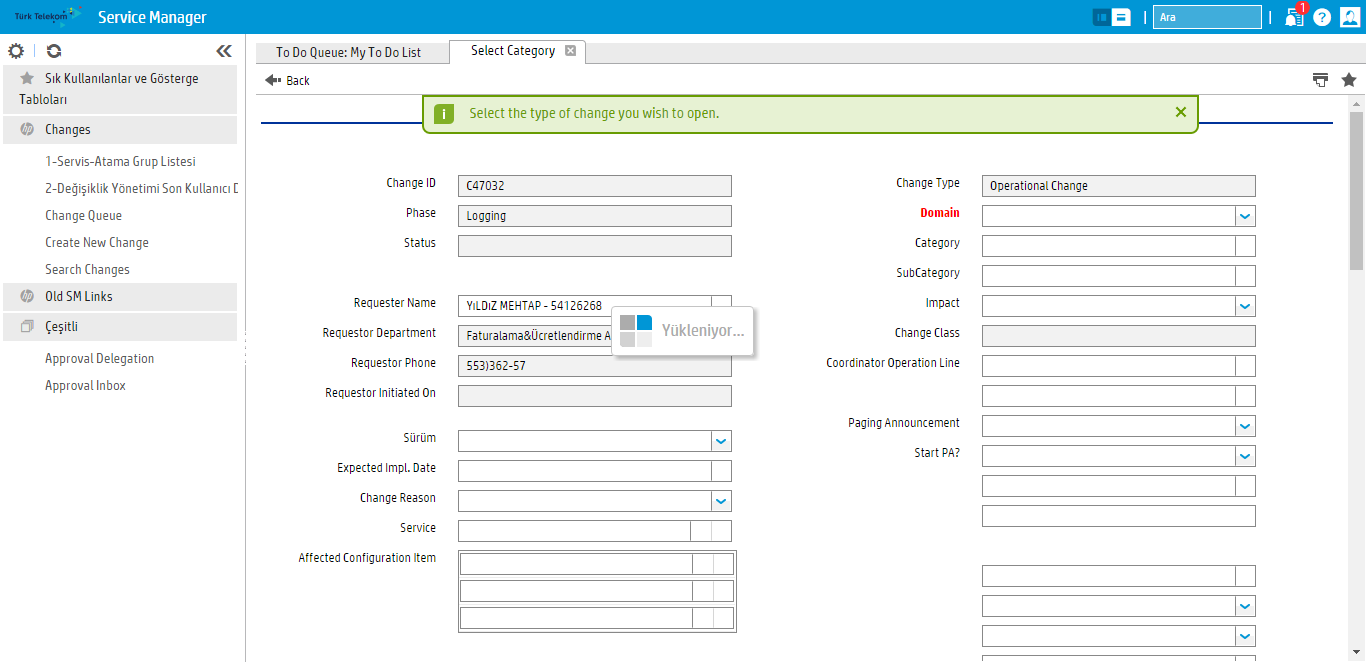 Türk Telekom
Service Manager
Ara
1
?
Sık Kullanılanlar ve Gösterge
Tabloları
Changes
1-Servis-Atama Grup Listesi
2-Değişiklik Yönetimi Son Kullanıcı D
Change Queue
Create New Change
Search Changes
Old SM Links
Çeşitli
Approval Delegation
Approval Inbox
To Do Queue: My To Do List
Select Category
Back
Select the type of change you wish to open.
Change ID
C47032
Phase
Logging
Status
Requester Name
YıLDıZ MEHTAP - 54126268
Requestor Department
Faturalama&Ücretlendirme A
Requestor Phone
553)362-57
Requestor Initiated On
Sürüm
Expected Impl. Date
Change Reason
Service
Affected Configuration Item
Yükleniyor...
Change Type
Operational Change
Domain
Category
SubCategory
Impact
Change Class
Coordinator Operation Line
Paging Announcement
Start PA?